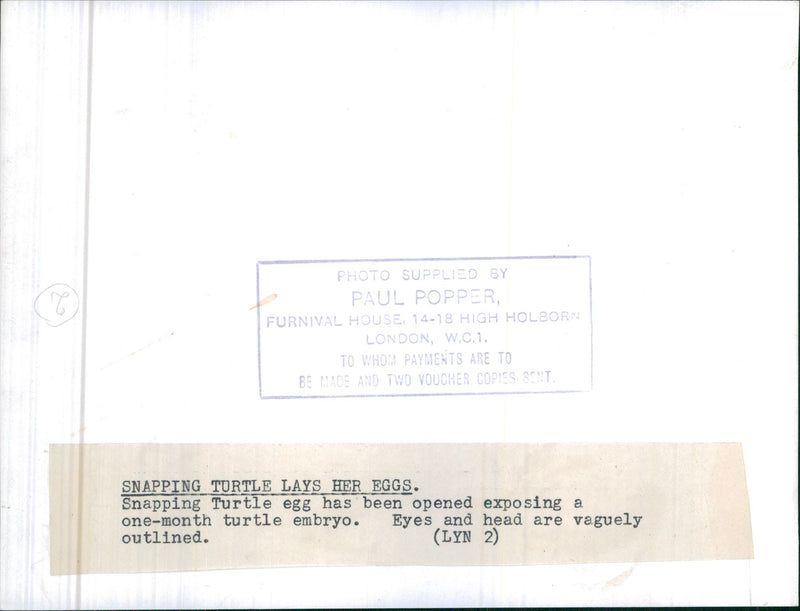 PHOTO SUPPLIED BY
PAUL POPPER,
FURNIVAL HOUSE, 14-18 HIGH HOLBORN
LONDON, W.C.1.
TO WHOM PAYMENTS ARE TO
BE MADE AND TWO VOUCHER COPIES SENT.
2
SNAPPING TURTLE LAYS HER EGGS.
Snapping Turtle egg has been opened exposing a
one-month turtle embryo. Eyes and head are vaguely
outlined. (LYN 2)